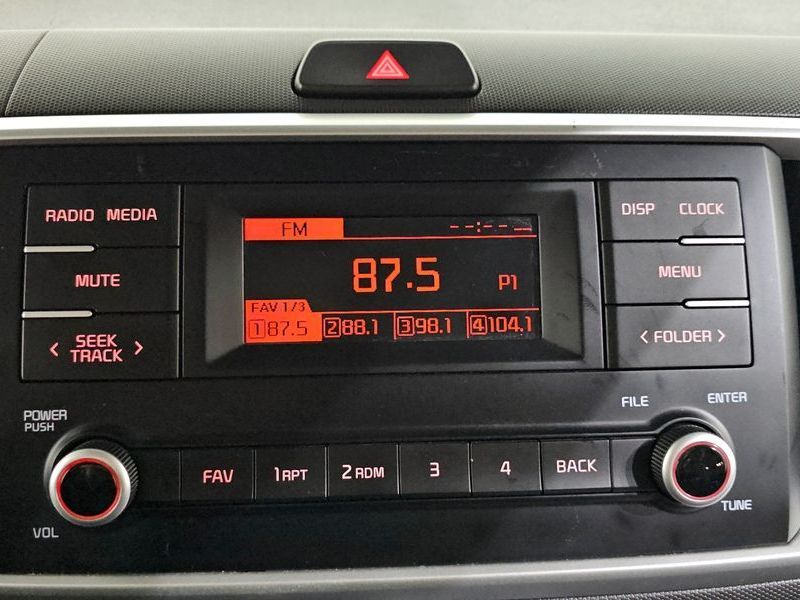 RADIO MEDIA
MUTE
< SEEK >
TRACK
FM --:-- --
87.5 P1
FAV 1/3
1 87.5 2 88.1 3 98.1 4 104.1
DISP CLOCK
MENU
< FOLDER >
POWER
PUSH
VOL
FAV 1 RPT 2 RDM 3 4 BACK
FILE ENTER
TUNE